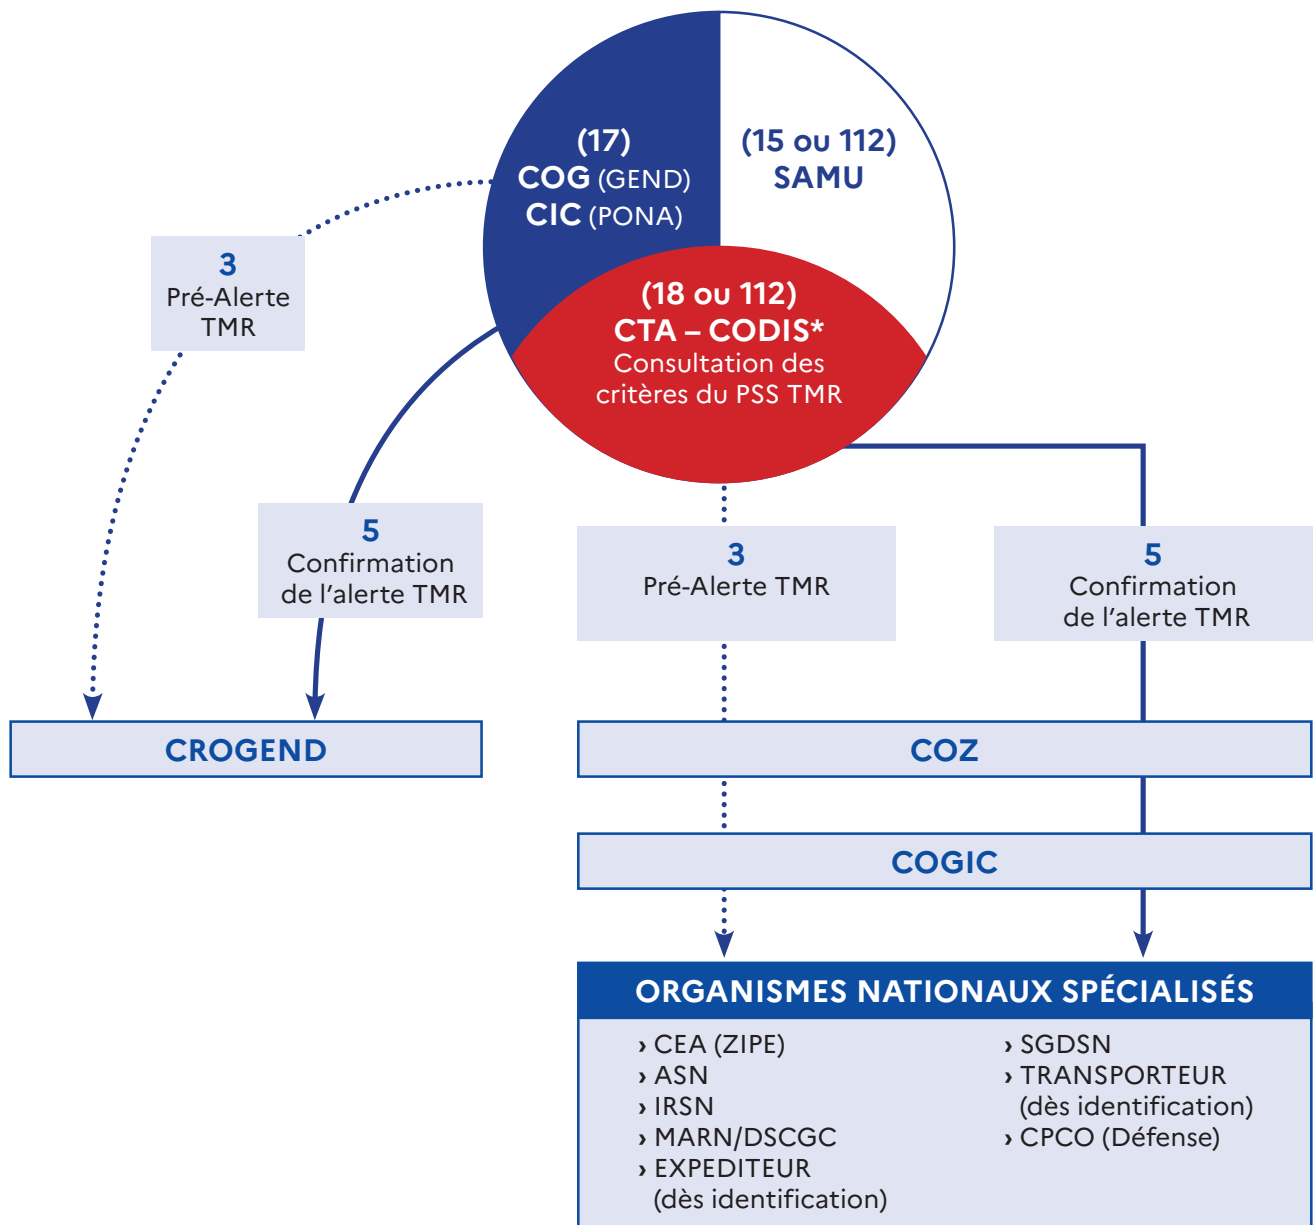 (17)
COG (GEND)
CIC (PONA)
(15 ou 112)
SAMU
(18 ou 112)
CTA – CODIS*
Consultation des
critères du PSS TMR
3
Pré-Alerte
TMR
5
Confirmation
de l’alerte TMR
3
Pré-Alerte TMR
5
Confirmation
de l’alerte TMR
CROGEND
COZ
COGIC
ORGANISMES NATIONAUX SPÉCIALISÉS
› CEA (ZIPE)
› ASN
› IRSN
› MARN/DSCGC
› EXPEDITEUR
(dès identification)
› SGDSN
› TRANSPORTEUR
(dès identification)
› CPCO (Défense)